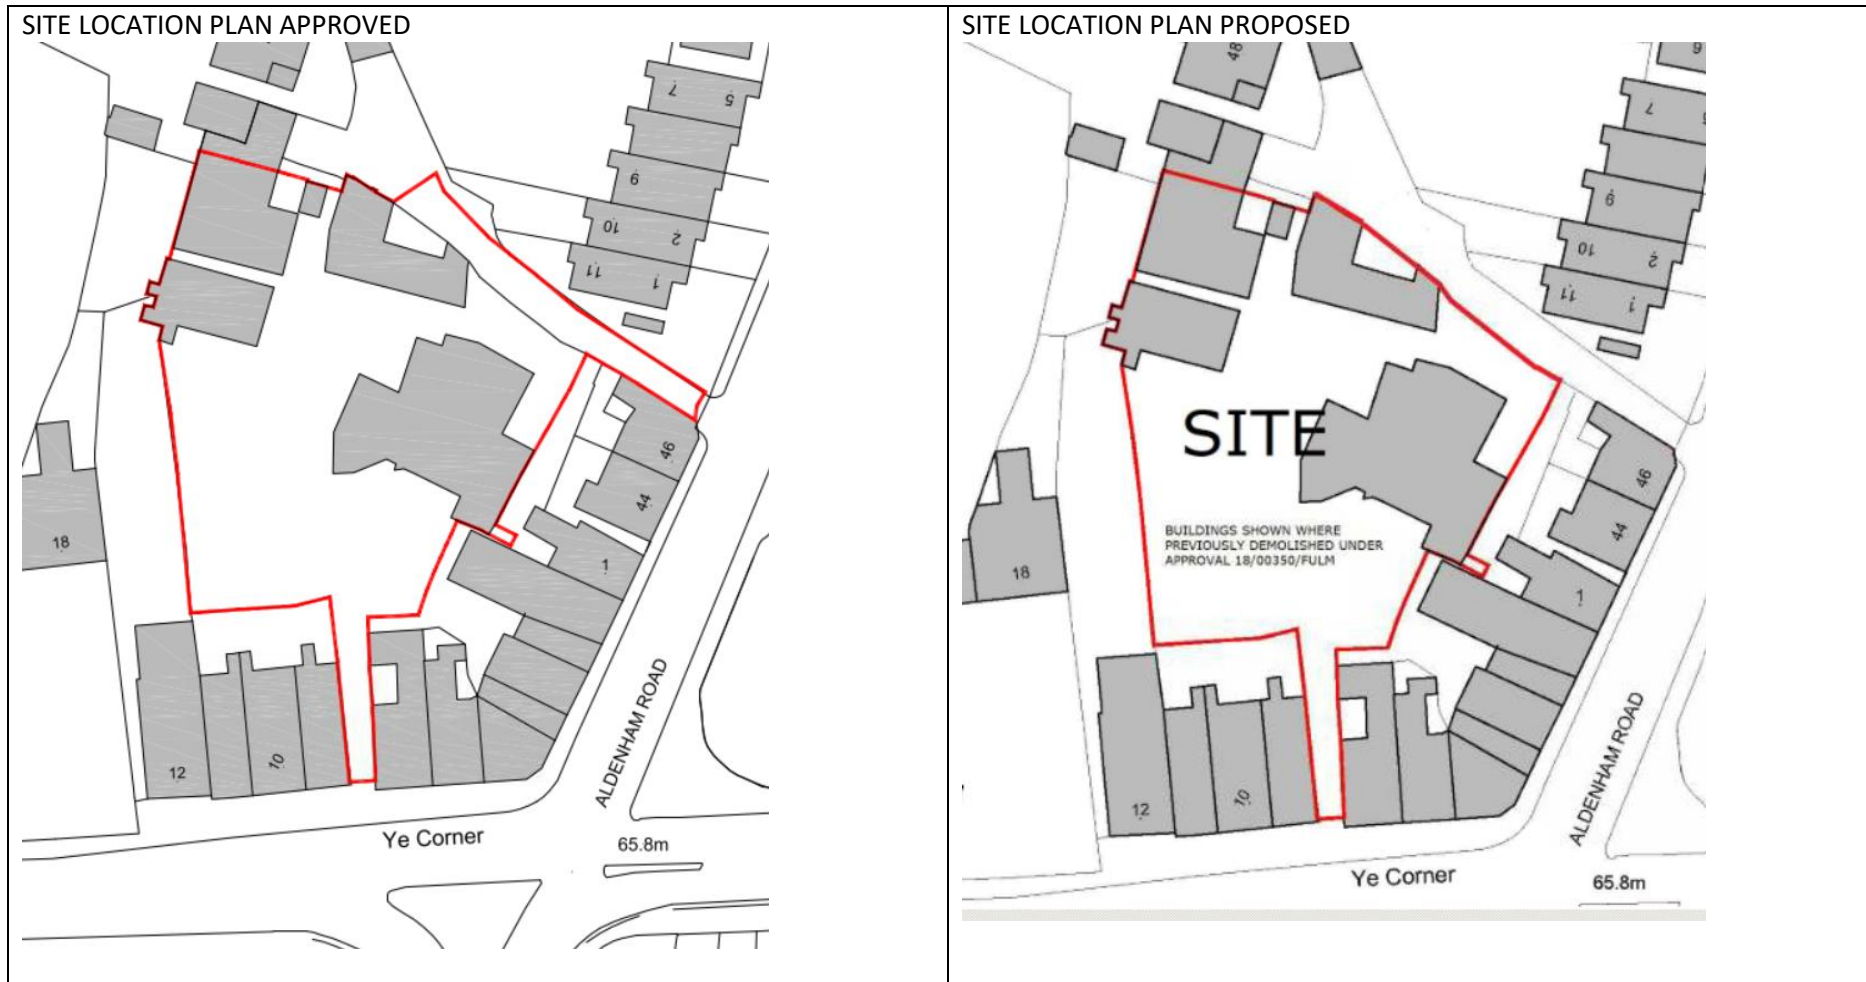 SITE LOCATION PLAN APPROVED
7
5
9
10
2
11
1
46
44
18
1
12
10
ALDENHAM ROAD
Ye Corner
65.8m
SITE LOCATION PLAN PROPOSED
48
6
7
9
10
2
11
1
SITE
46
44
BUILDINGS SHOWN WHERE
PREVIOUSLY DEMOLISHED UNDER
APPROVAL 18/00350/FULM
18
1
12
10
ALDENHAM ROAD
Ye Corner
65.8m